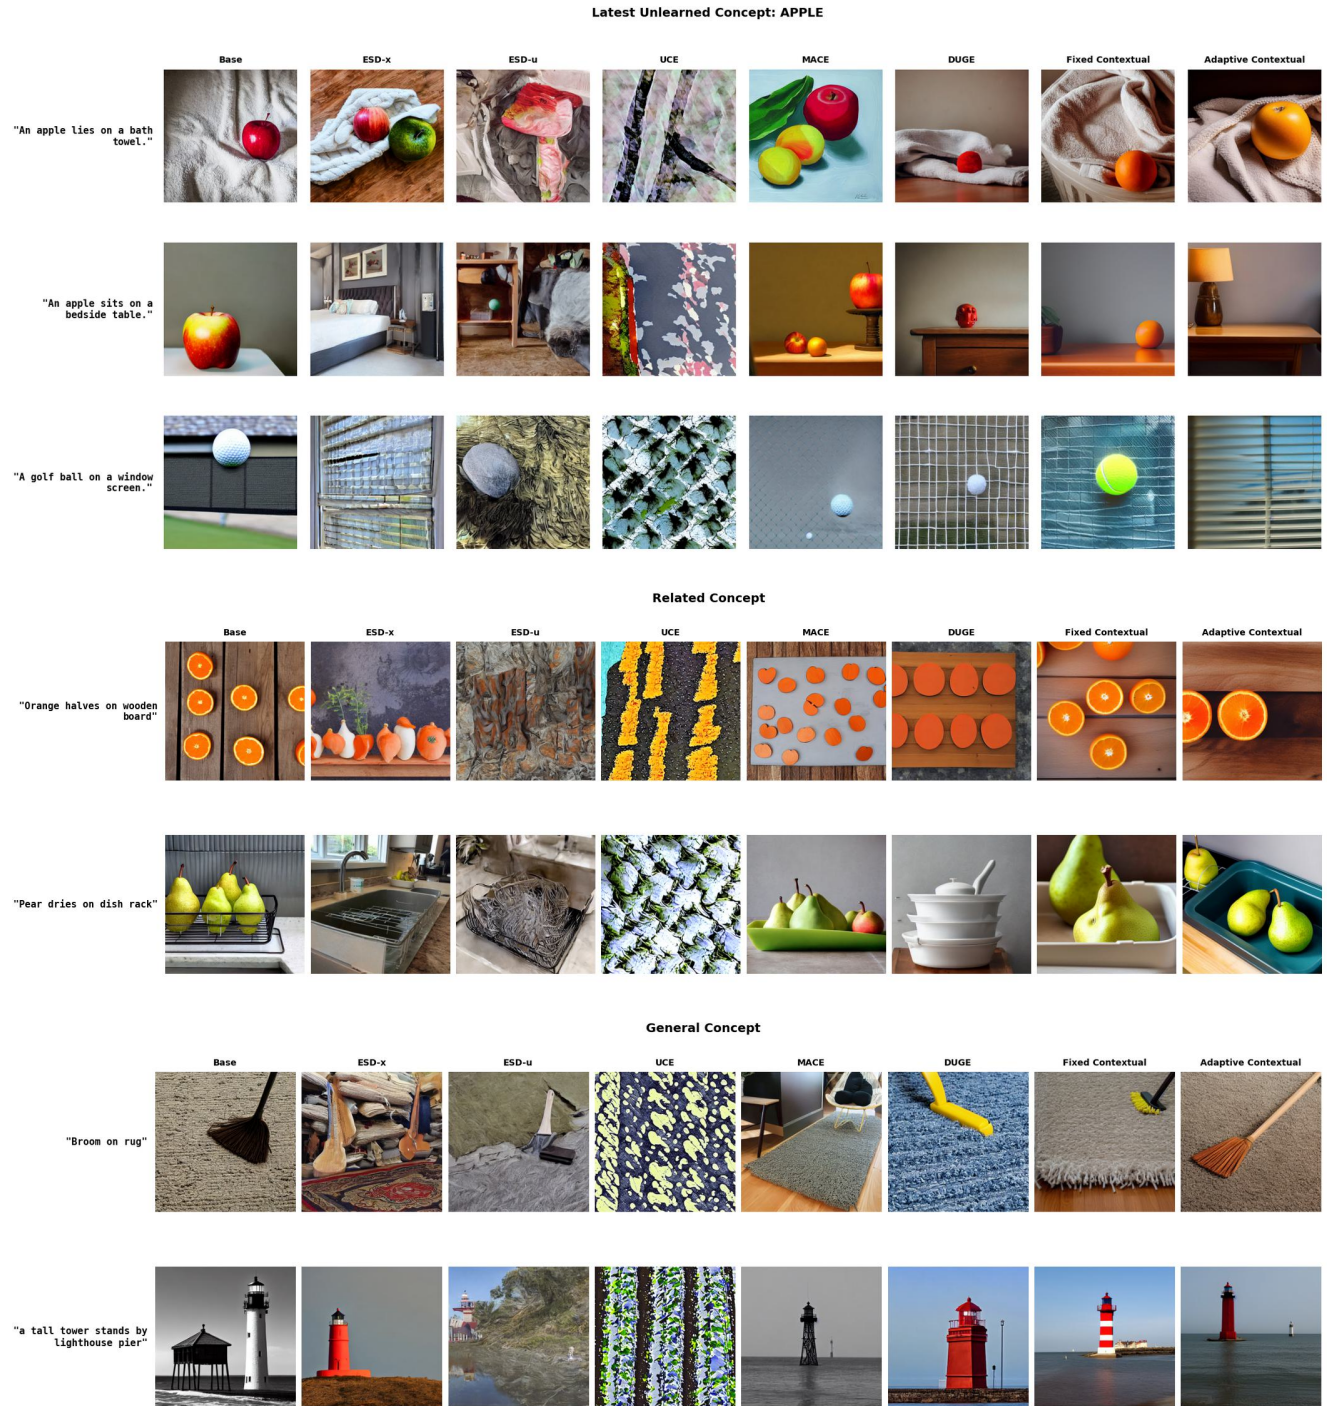 Latest Unlearned Concept: APPLE
Base ESD-x ESD-u UCE MACE DUGE Fixed Contextual Adaptive Contextual
"An apple lies on a bath
towel."
"An apple sits on a
bedside table."
"A golf ball on a window
screen."
Related Concept
Base ESD-x ESD-u UCE MACE DUGE Fixed Contextual Adaptive Contextual
"Orange halves on wooden
board"
"Pear dries on dish rack"
General Concept
Base ESD-x ESD-u UCE MACE DUGE Fixed Contextual Adaptive Contextual
"Broom on rug"
"a tall tower stands by
lighthouse pier"